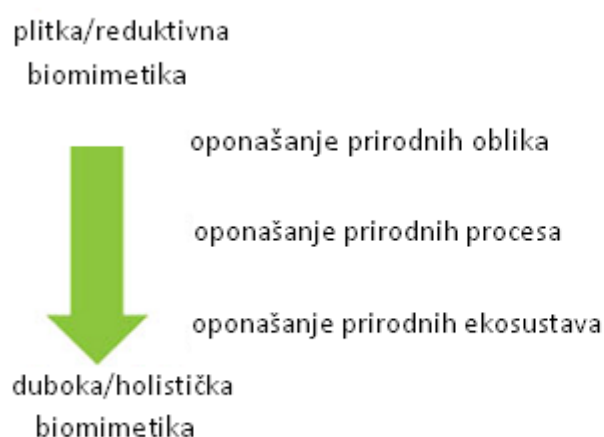 plitka/reduktivna
biomimetika
oponašanje prirodnih oblika
oponašanje prirodnih procesa
oponašanje prirodnih ekosustava
duboka/holistička
biomimetika